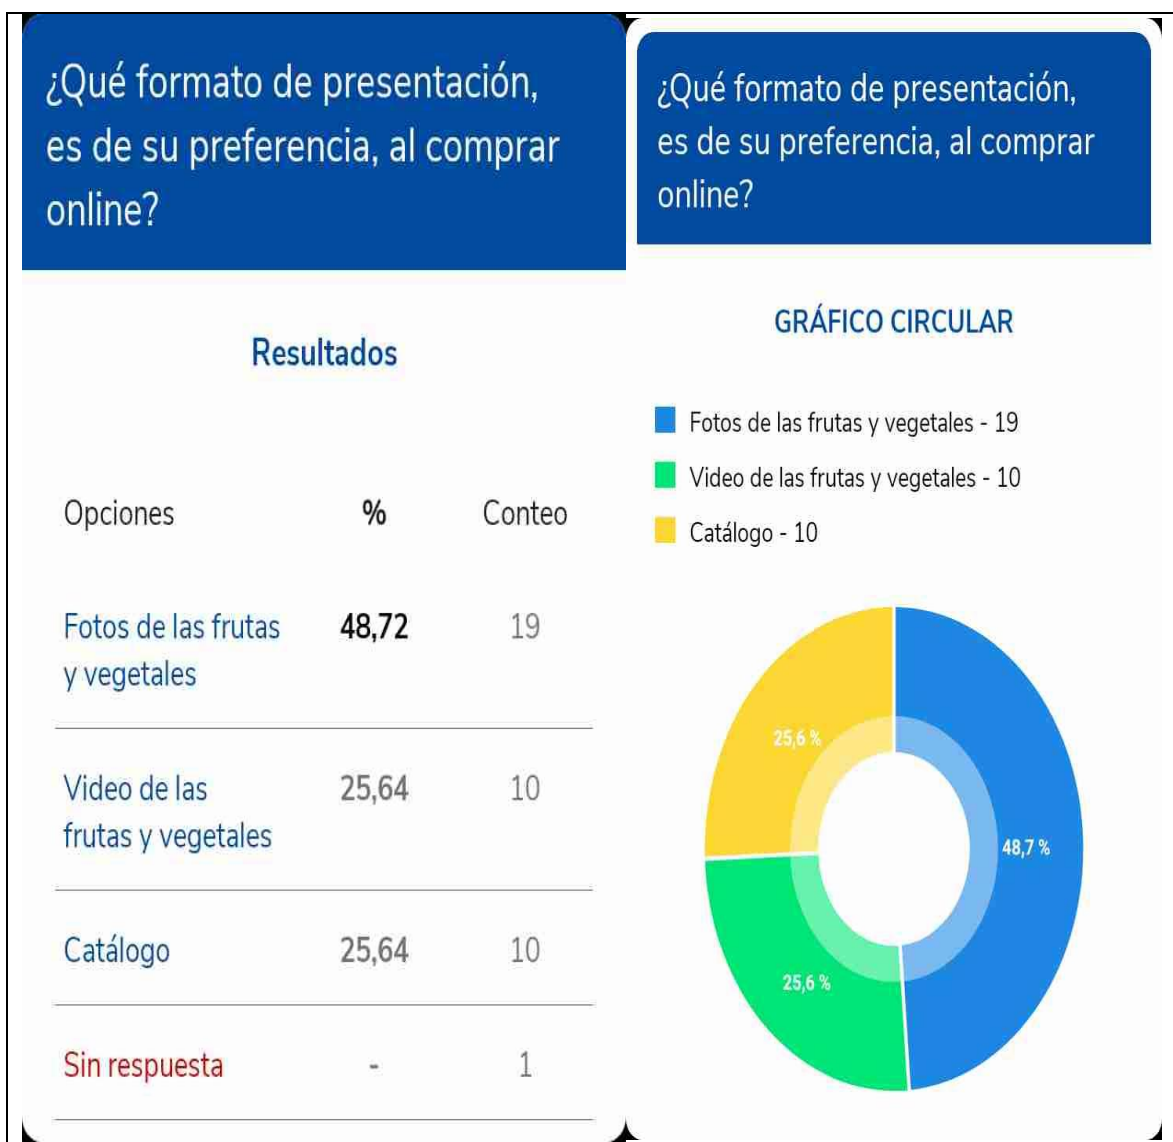 ¿Qué formato de presentación,
es de su preferencia, al comprar
online?
Resultados
Opciones % Conteo
Fotos de las frutas 48,72 19
y vegetales
Video de las 25,64 10
frutas y vegetales
Catálogo 25,64 10
Sin respuesta - 1
¿Qué formato de presentación,
es de su preferencia, al comprar
online?
GRÁFICO CIRCULAR
Fotos de las frutas y vegetales - 19
Video de las frutas y vegetales - 10
Catálogo - 10
25,6 %
48,7 %
25,6 %